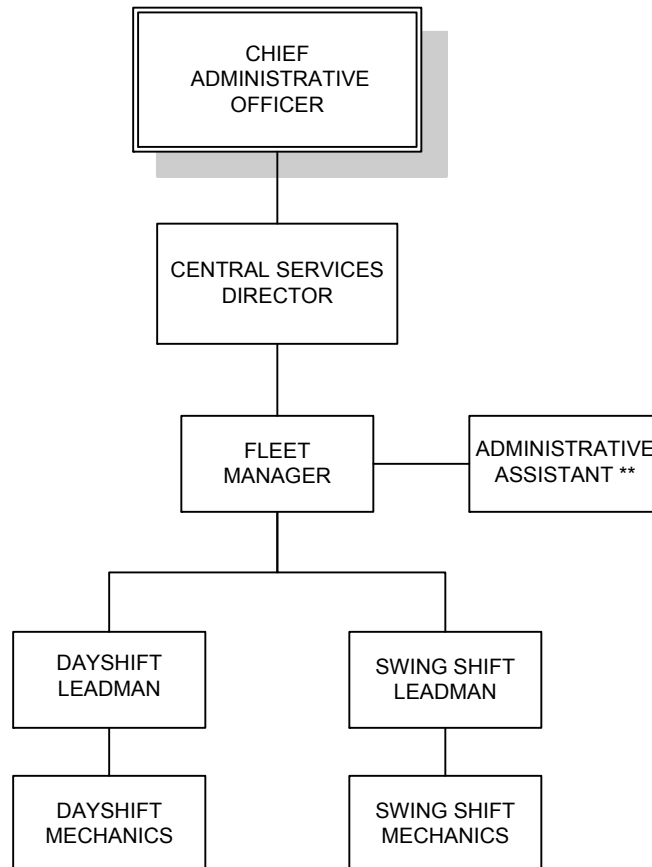 CHIEF
ADMINISTRATIVE
OFFICER
CENTRAL SERVICES
DIRECTOR
FLEET
MANAGER
ADMINISTRATIVE
ASSISTANT **
DAYSHIFT
LEADMAN
SWING SHIFT
LEADMAN
DAYSHIFT
MECHANICS
SWING SHIFT
MECHANICS